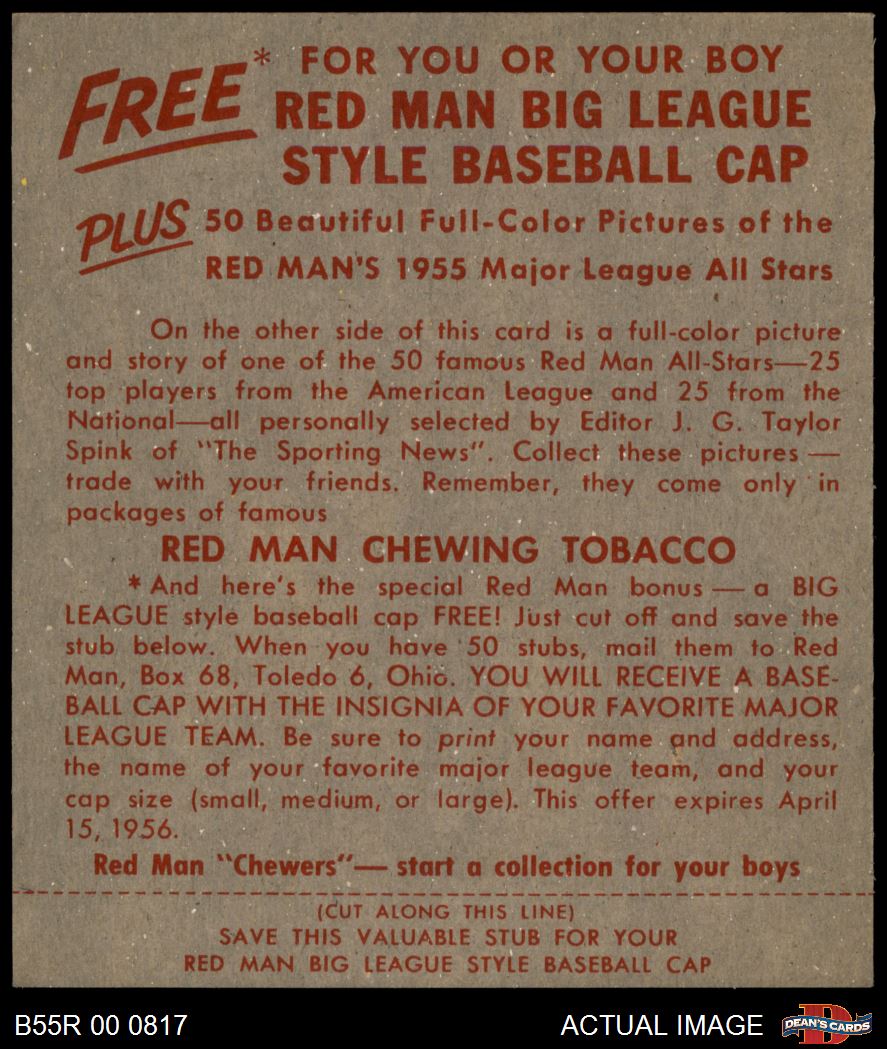 FREE* FOR YOU OR YOUR BOY
RED MAN BIG LEAGUE
STYLE BASEBALL CAP
PLUS 50 Beautiful Full-Color Pictures of the
RED MAN'S 1955 Major League All Stars
On the other side of this card is a full-color picture
and story of one of the 50 famous Red Man All-Stars—25
top players from the American League and 25 from the
National—all personally selected by Editor J. G. Taylor
Spink of "The Sporting News". Collect these pictures —
trade with your friends. Remember, they come only in
packages of famous
RED MAN CHEWING TOBACCO
* And here's the special Red Man bonus — a BIG
LEAGUE style baseball cap FREE! Just cut off and save the
stub below. When you have 50 stubs, mail them to Red
Man, Box 68, Toledo 6, Ohio. YOU WILL RECEIVE A BASE-
BALL CAP WITH THE INSIGNIA OF YOUR FAVORITE MAJOR
LEAGUE TEAM. Be sure to print your name and address,
the name of your favorite major league team, and your
cap size (small, medium, or large). This offer expires April
15, 1956.
Red Man "Chewers"— start a collection for your boys
(CUT ALONG THIS LINE)
SAVE THIS VALUABLE STUB FOR YOUR
RED MAN BIG LEAGUE STYLE BASEBALL CAP
B55R 00 0817 ACTUAL IMAGE DEAN'S CARDS